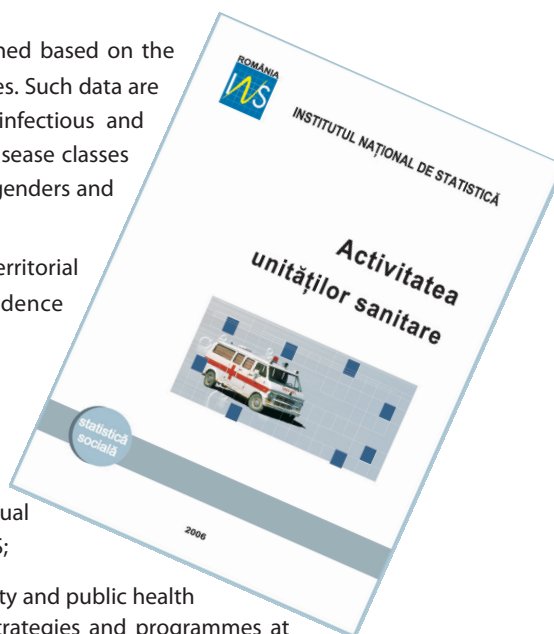 ned based on the
es. Such data are
infectious and
sease classes
genders and
erritorial
dence
ual
;
ty and public health
trategies and programmes at
ROMÂNIA
INS
INSTITUTUL NAȚIONAL DE STATISTICĂ
Activitatea
unităților sanitare
statistică
socială
2006